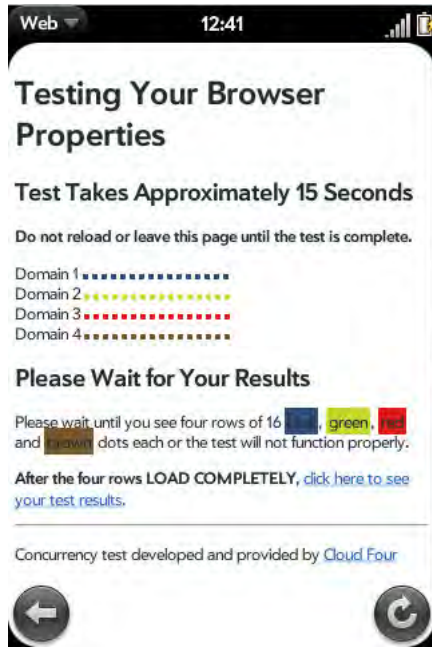 Web
12:41
Testing Your Browser
Properties
Test Takes Approximately 15 Seconds
Do not reload or leave this page until the test is complete.
Domain 1
Domain 2
Domain 3
Domain 4
Please Wait for Your Results
Please wait until you see four rows of 16 blue, green, red
and brown dots each or the test will not function properly.
After the four rows LOAD COMPLETELY, click here to see
your test results.
Concurrency test developed and provided by Cloud Four